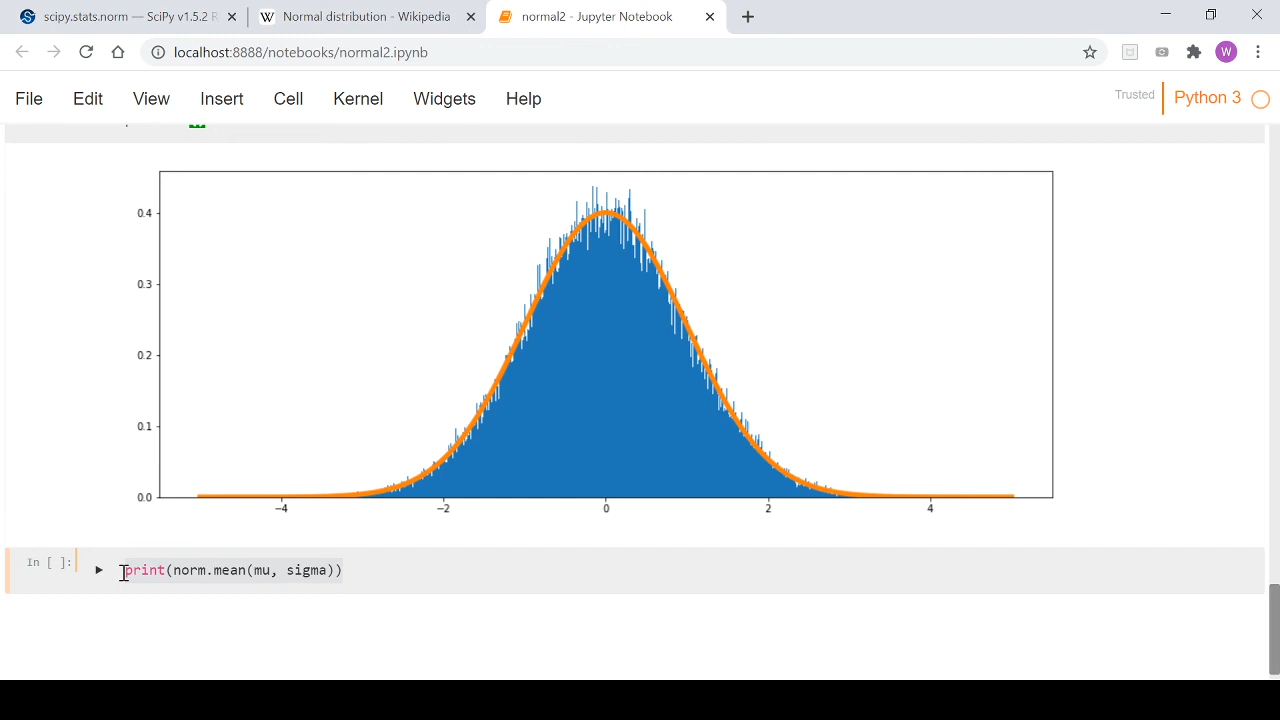 scipy.stats.norm — SciPy v1.5.2 R
Normal distribution - Wikipedia
normal2 - Jupyter Notebook
localhost:8888/notebooks/normal2.ipynb
W
File Edit View Insert Cell Kernel Widgets Help
Trusted
Python 3
0.4
0.3
0.2
0.1
0.0
−4 −2 0 2 4
In [ ]:
print(norm.mean(mu, sigma))